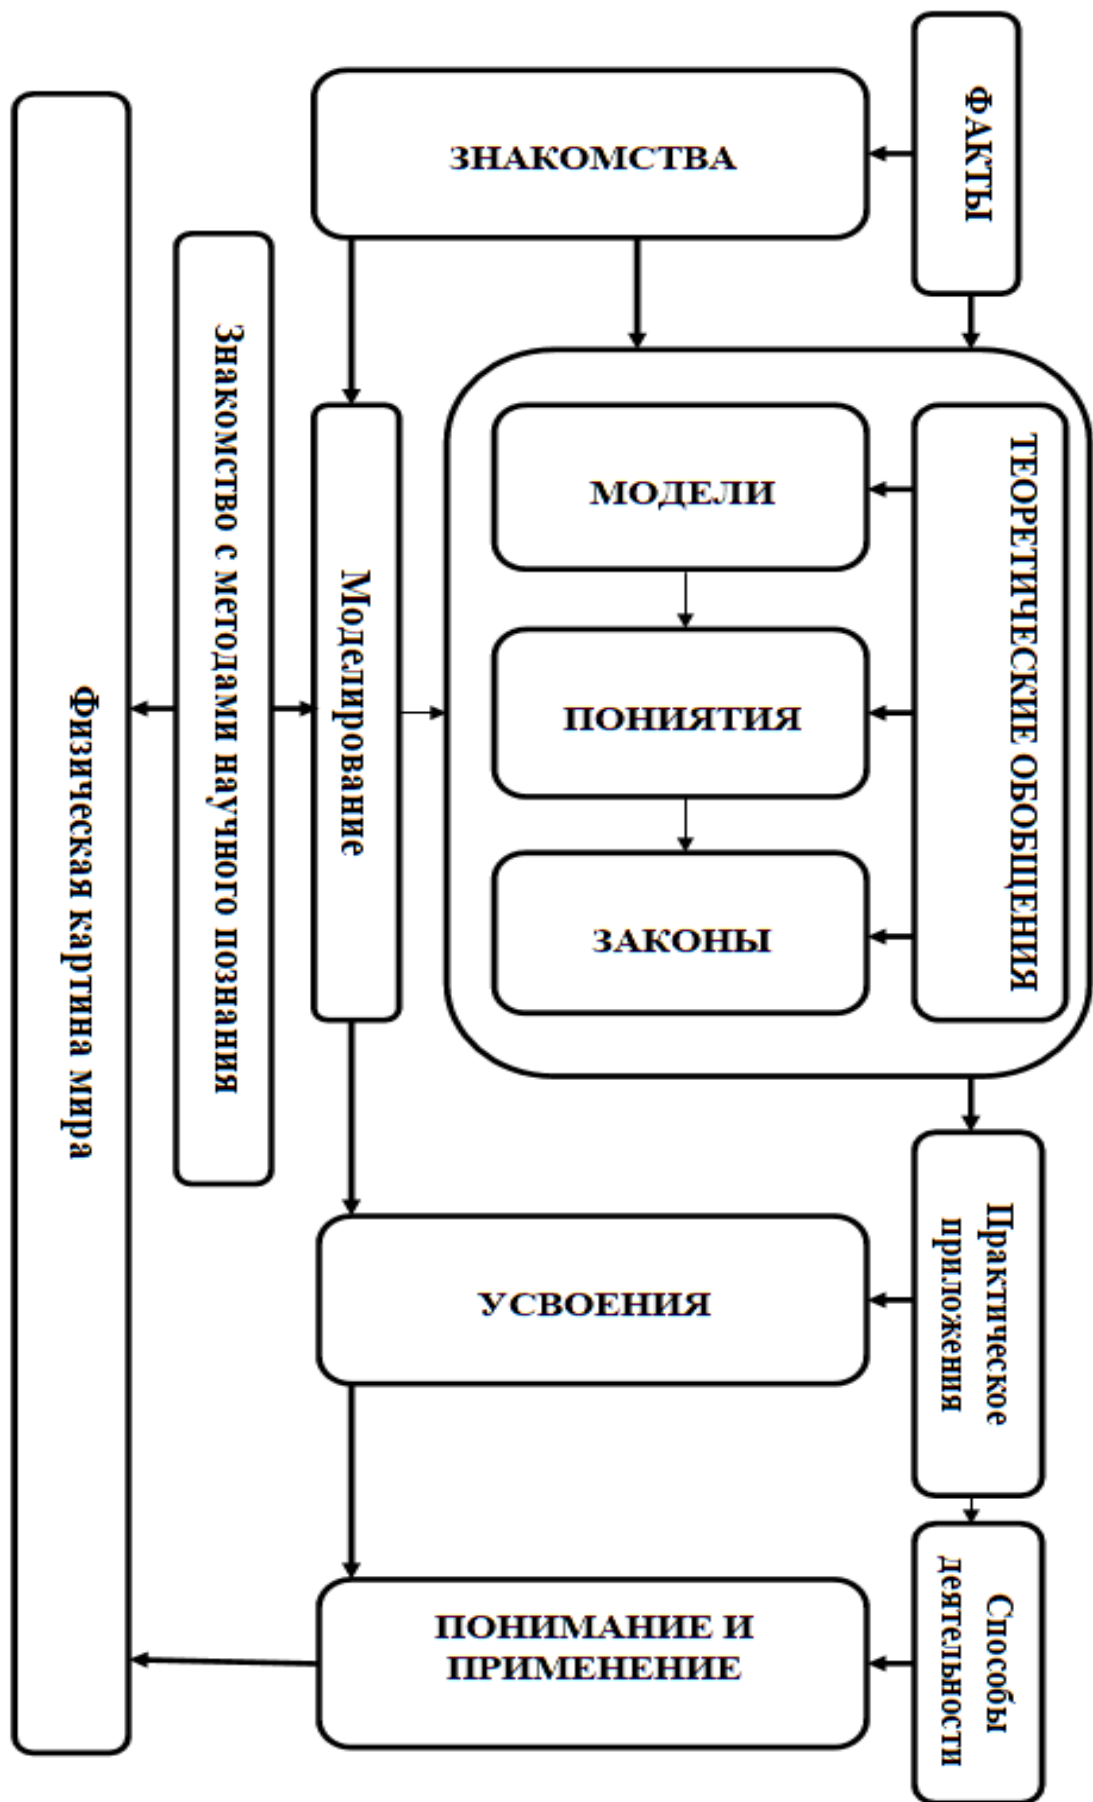 ФАКТЫ
ЗНАКОМСТВА
ТЕОРЕТИЧЕСКИЕ ОБОБЩЕНИЯ
МОДЕЛИ
ПОНИЯТИЯ
ЗАКОНЫ
Моделирование
Знакомство с методами научного познания
Физическая картина мира
Практическое
приложения
УСВОЕНИЯ
Способы
деятельности
ПОНИМАНИЕ И
ПРИМЕНЕНИЕ